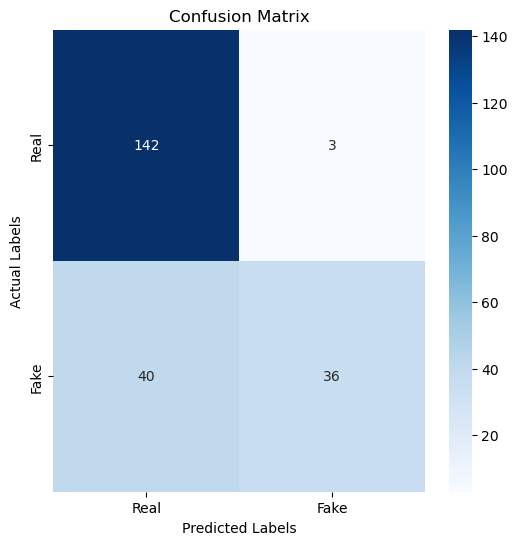 Confusion Matrix
Actual Labels
Real
142
3
Fake
40
36
Real
Fake
Predicted Labels
140
120
100
80
60
40
20